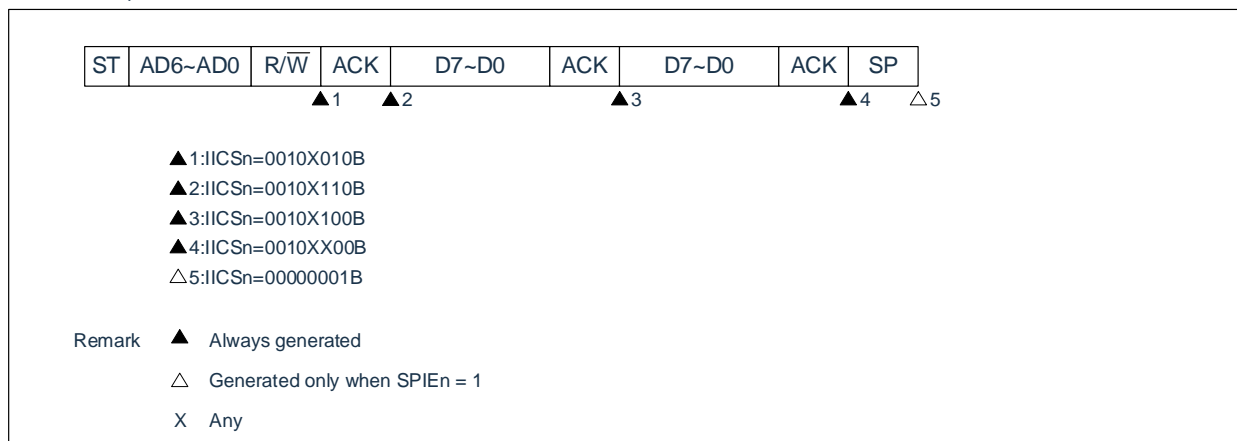 ST AD6~AD0 R/W̅ ACK D7~D0 ACK D7~D0 ACK SP
▲1 ▲2 ▲3 ▲4 △5
▲1:IICSn=0010X010B
▲2:IICSn=0010X110B
▲3:IICSn=0010X100B
▲4:IICSn=0010XX00B
△5:IICSn=00000001B
Remark ▲ Always generated
△ Generated only when SPIEn = 1
X Any